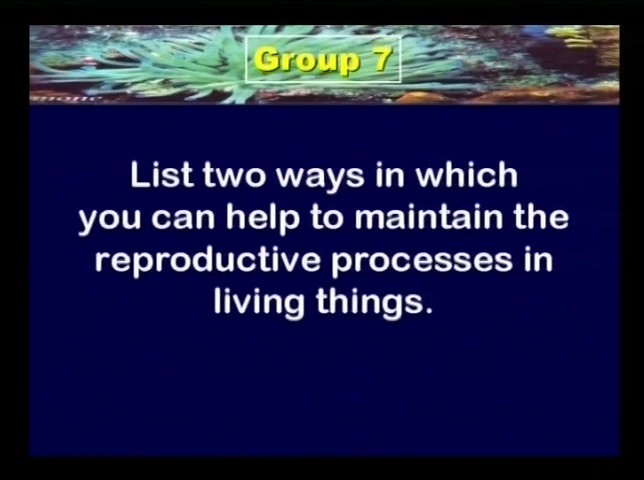 Group 7
List two ways in which
you can help to maintain the
reproductive processes in
living things.